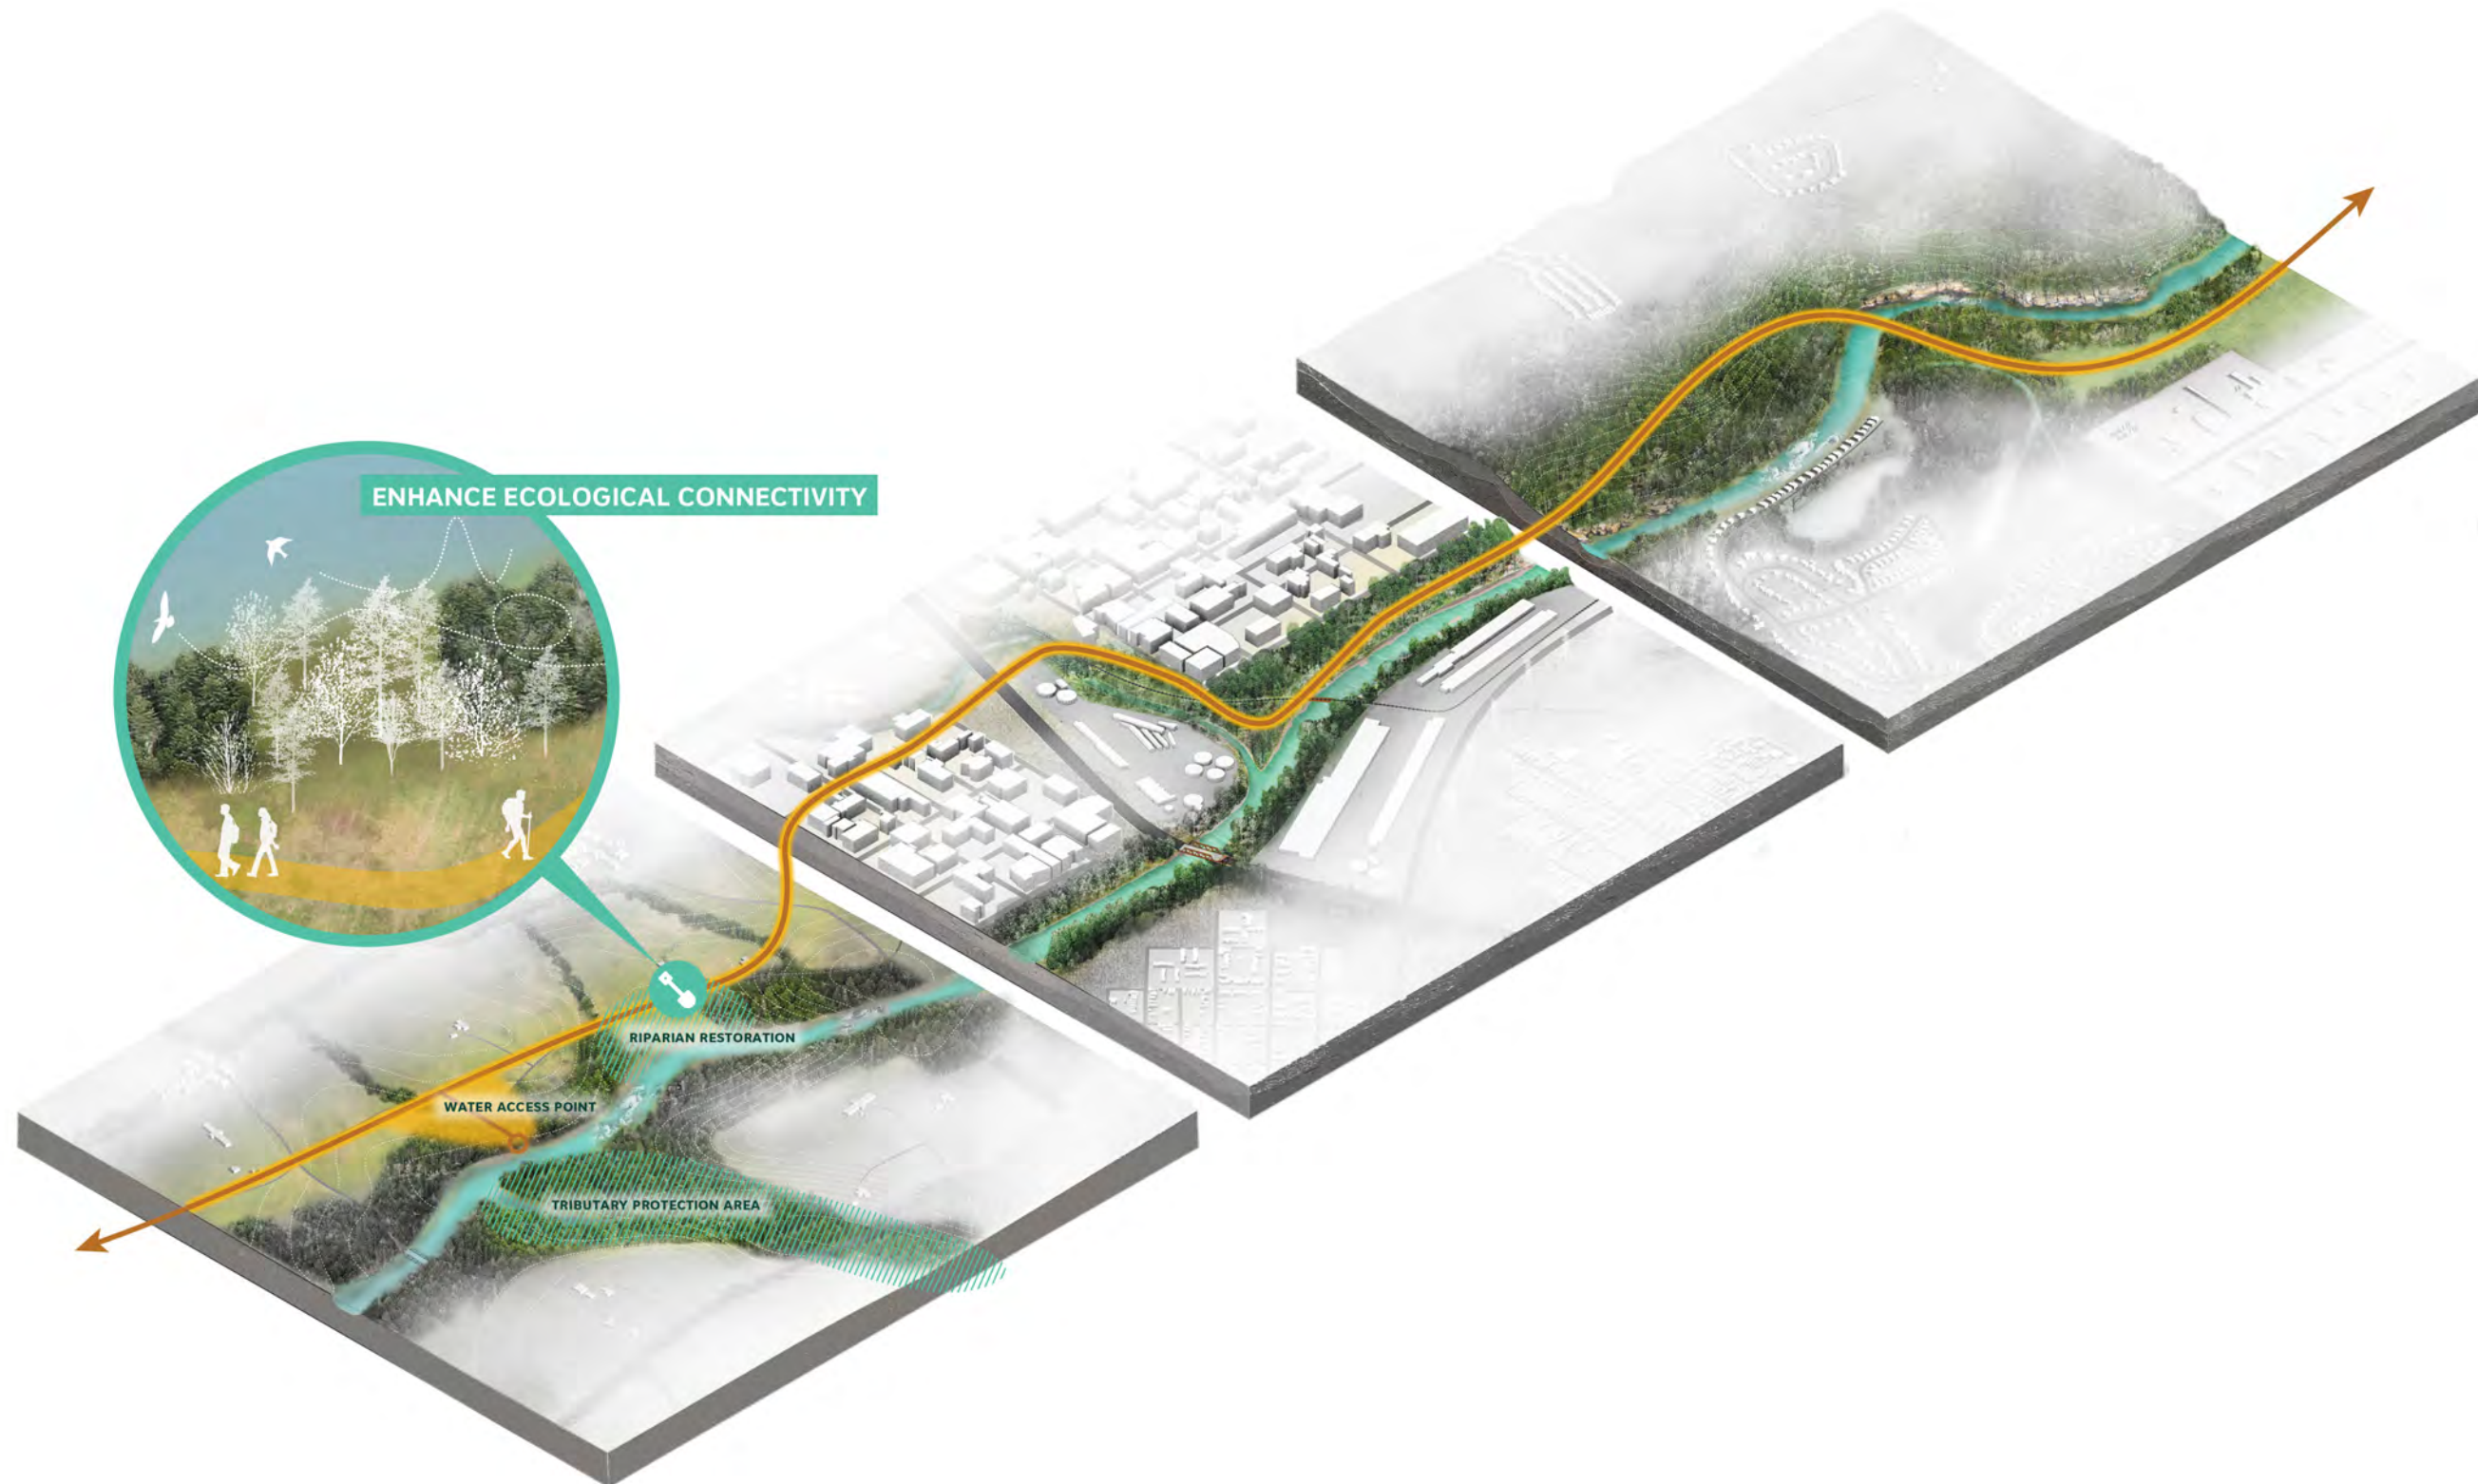 ENHANCE ECOLOGICAL CONNECTIVITY
RIPARIAN RESTORATION
WATER ACCESS POINT
TRIBUTARY PROTECTION AREA